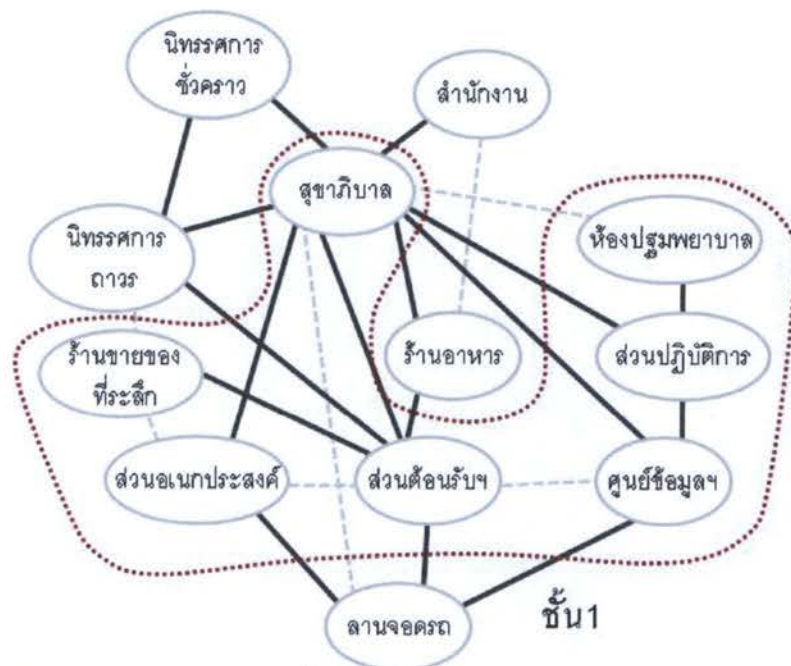 นิทรรศการ
ชั่วคราว
สำนักงาน
สุขาภิบาล
นิทรรศการ
ถาวร
ห้องปฐมพยาบาล
ร้านขายของ
ที่ระลึก
ร้านอาหาร
ส่วนปฏิบัติการ
ส่วนอเนกประสงค์
ส่วนต้อนรับฯ
ศูนย์ข้อมูลฯ
ลานจอดรถ
ชั้น1